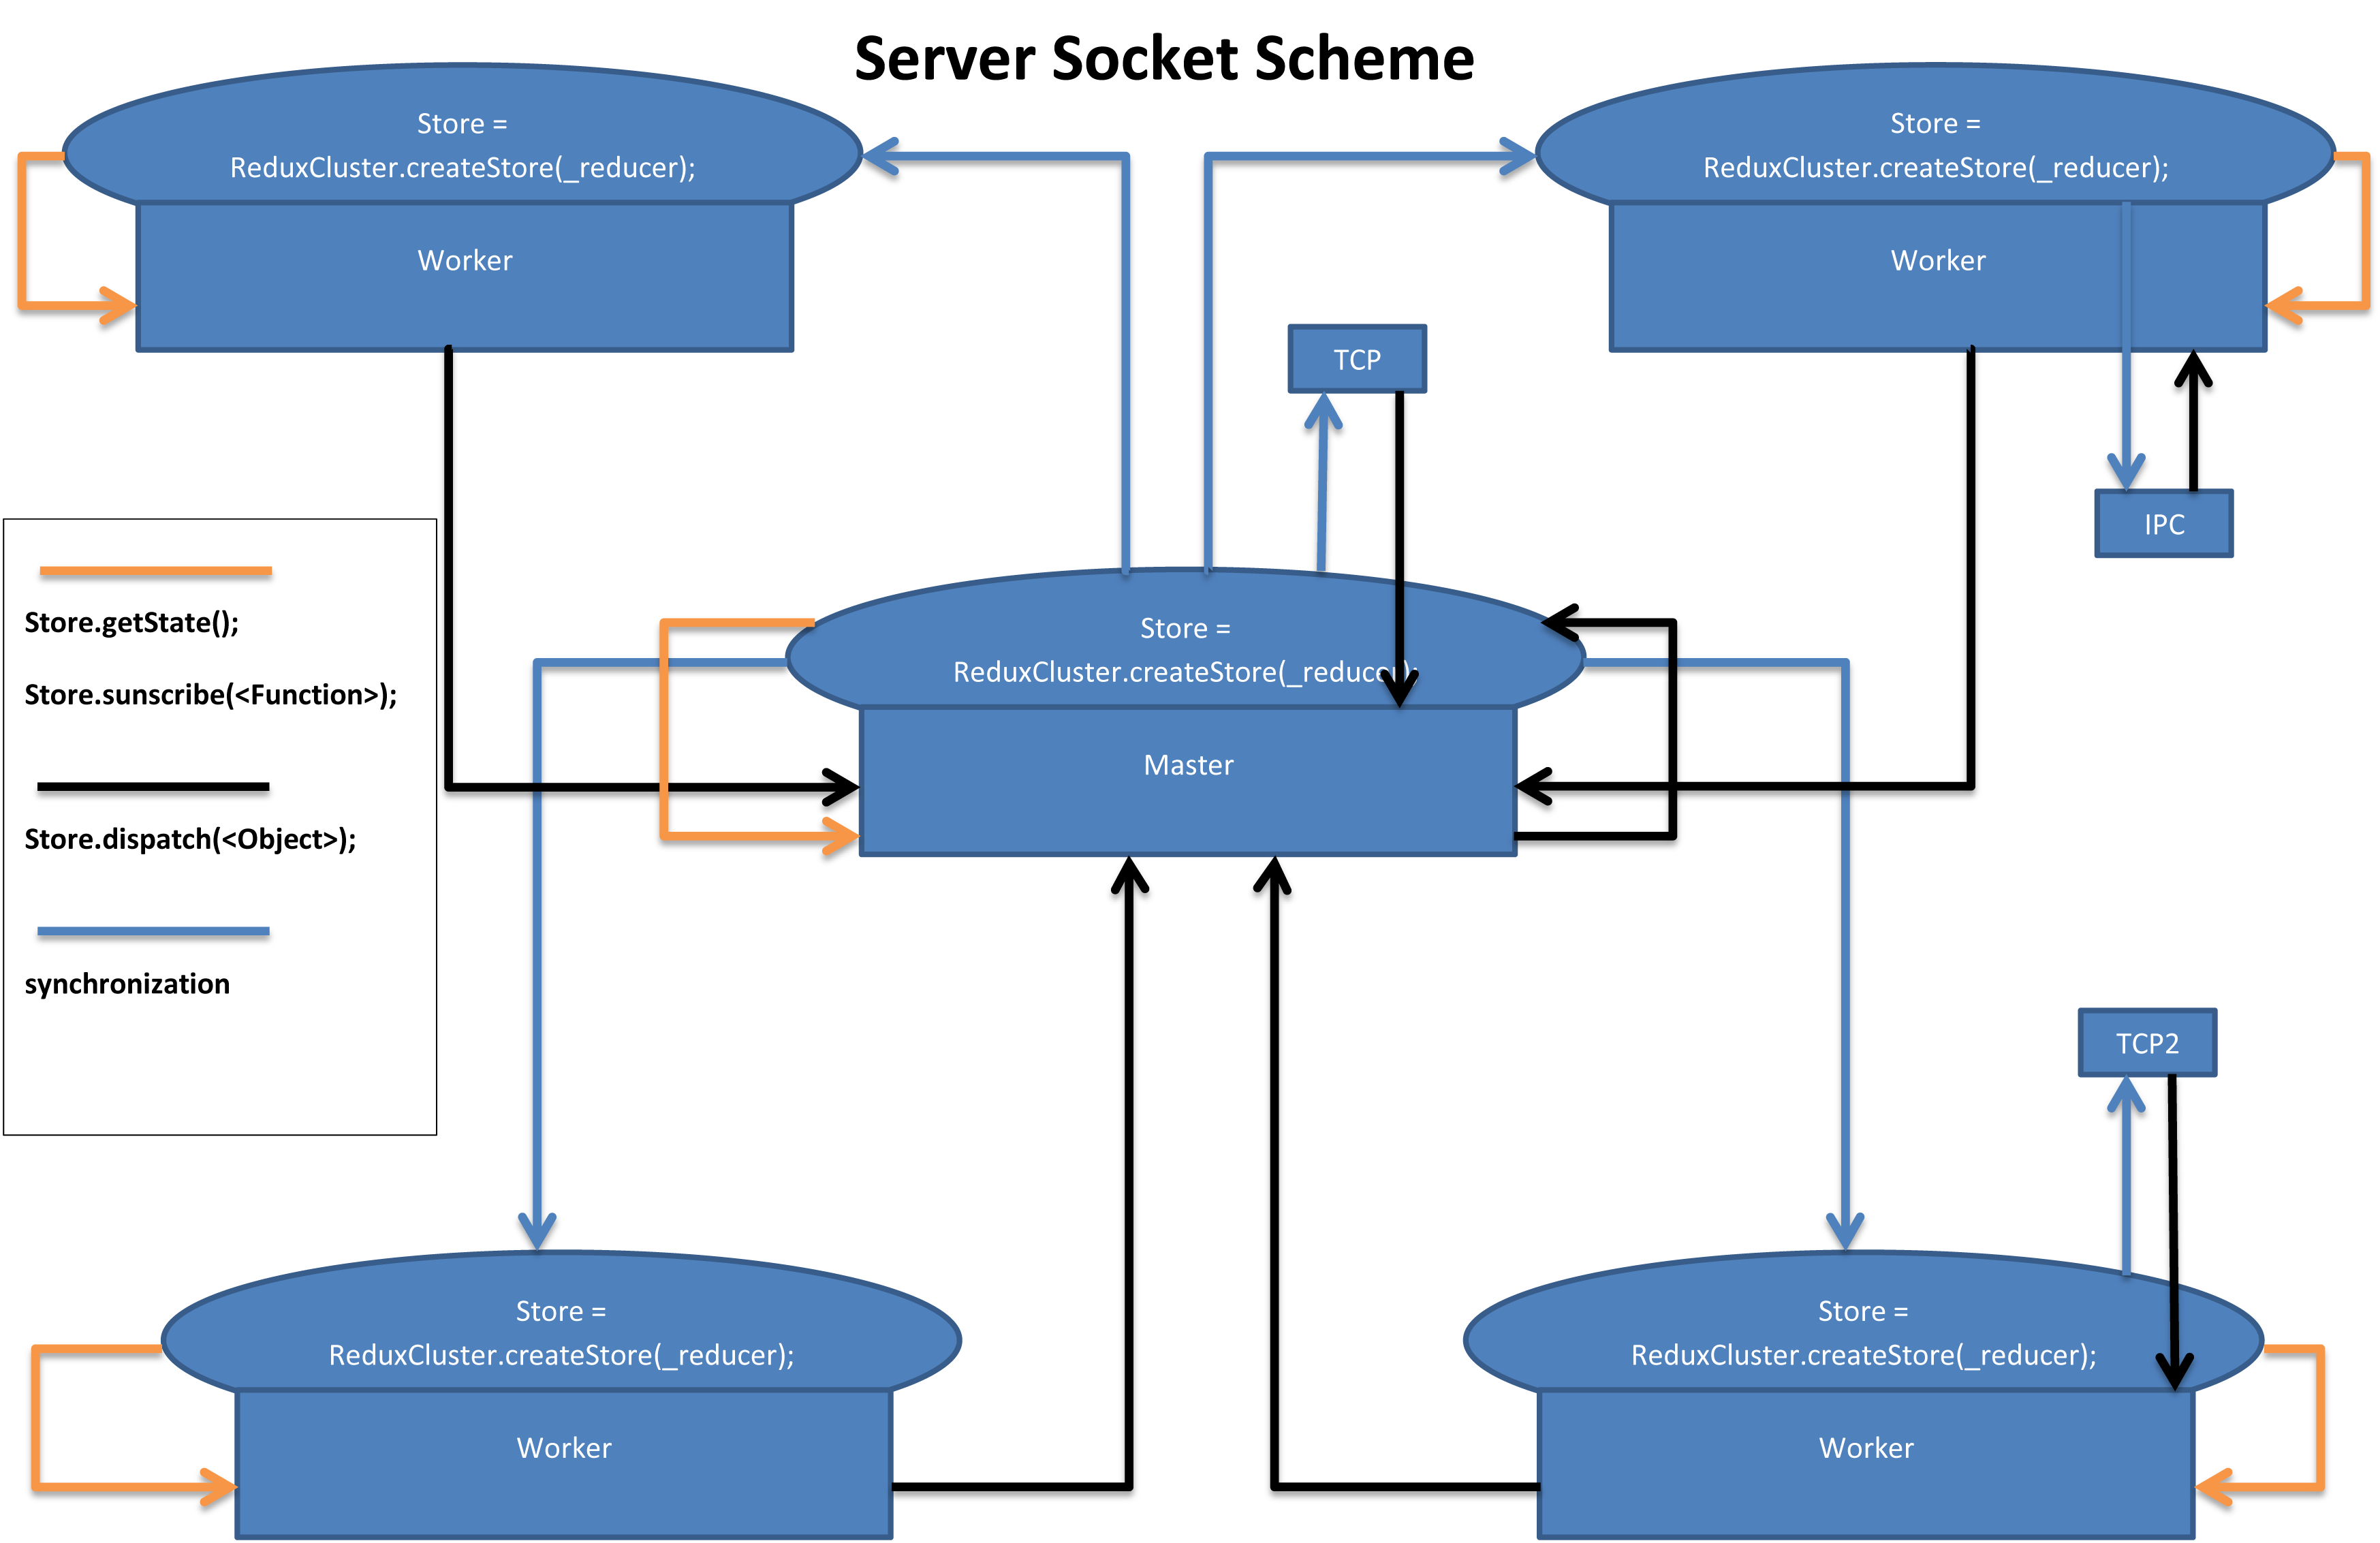 Server Socket Scheme
Store =
ReduxCluster.createStore(_reducer);
Worker
Store =
ReduxCluster.createStore(_reducer);
Worker
TCP
IPC
Store.getState();
Store.sunscribe(<Function>);
Store.dispatch(<Object>);
synchronization
Store =
ReduxCluster.createStore(_reducer);
Master
TCP2
Store =
ReduxCluster.createStore(_reducer);
Worker
Store =
ReduxCluster.createStore(_reducer);
Worker